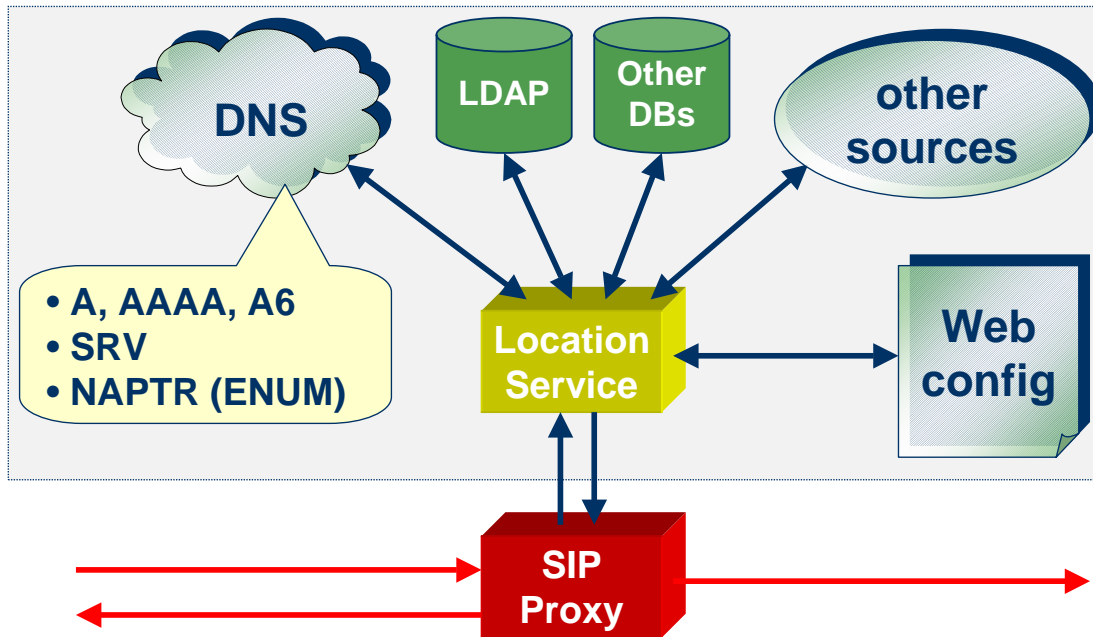 DNS
LDAP
Other
DBs
other
sources
• A, AAAA, A6
• SRV
• NAPTR (ENUM)
Location
Service
Web
config
SIP
Proxy